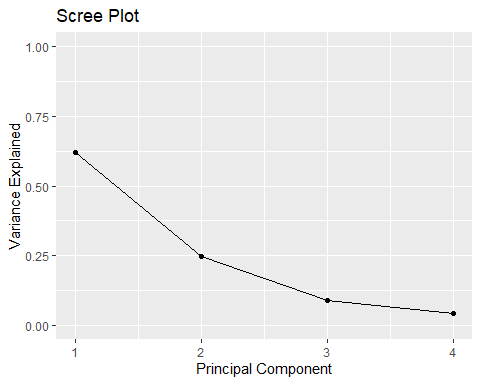 Scree Plot
1.00
0.75
0.50
0.25
0.00
Variance Explained
1 2 3 4
Principal Component